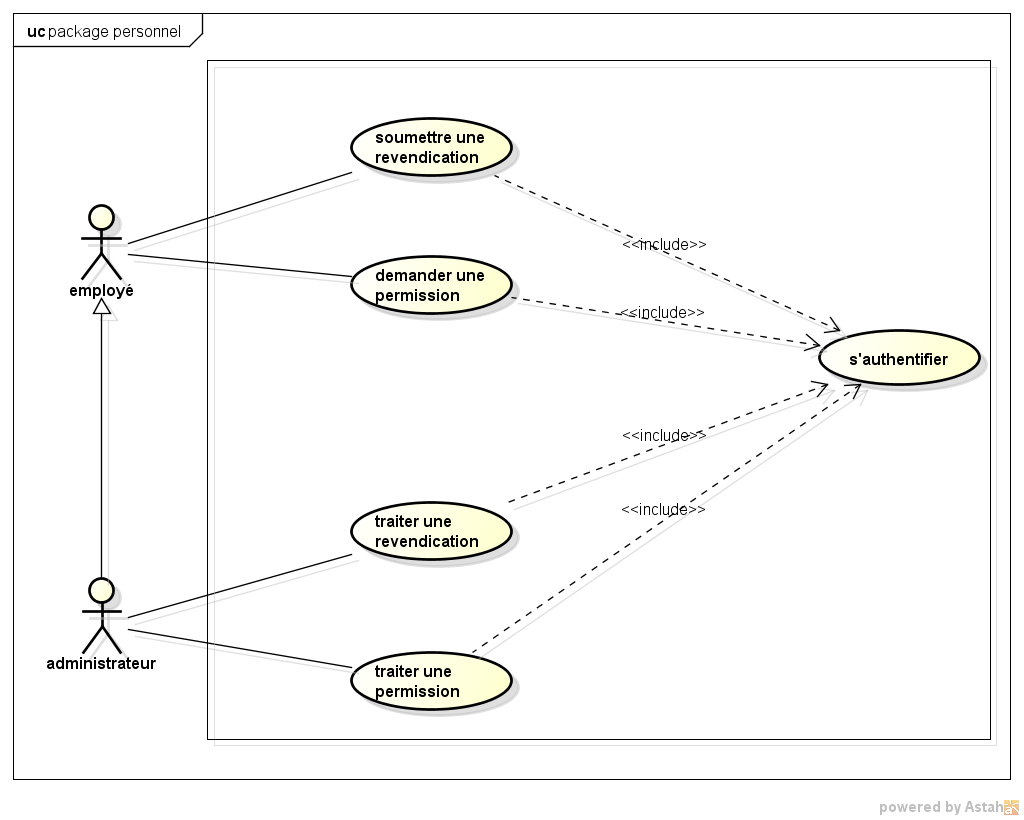 uc package personnel
soumettre une
revendication
<<include>>
employé
demander une
permission
<<include>>
s'authentifier
<<include>>
traiter une
revendication
<<include>>
administrateur
traiter une
permission
powered by Astah